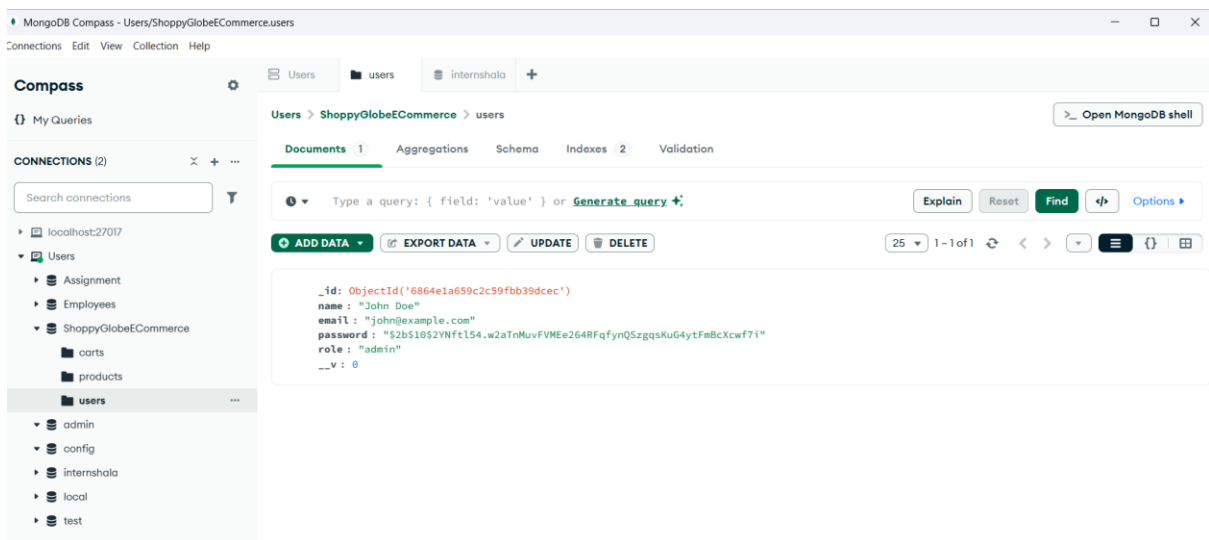 MongoDB Compass - Users/ShoppyGlobeECommerce.users
Connections Edit View Collection Help
Compass
{} My Queries
CONNECTIONS (2)
Search connections
localhost:27017
Users
Assignment
Employees
ShoppyGlobeECommerce
carts
products
users
admin
config
internshala
local
test
Users users internshala
Users > ShoppyGlobeECommerce > users
>_ Open MongoDB shell
Documents 1 Aggregations Schema Indexes 2 Validation
Type a query: { field: 'value' } or Generate query
Explain Reset Find </> Options
ADD DATA EXPORT DATA UPDATE DELETE
25 1 - 1 of 1 {}
_id: ObjectId('6864e1a659c2c59fbb39dcec')
name : "John Doe"
email : "john@example.com"
password : "$2b$10$2YNftl54.w2aTnMuvFVMEe264RFqfynQSzgqsKuG4ytFmBcXcwf7i"
role : "admin"
__v : 0